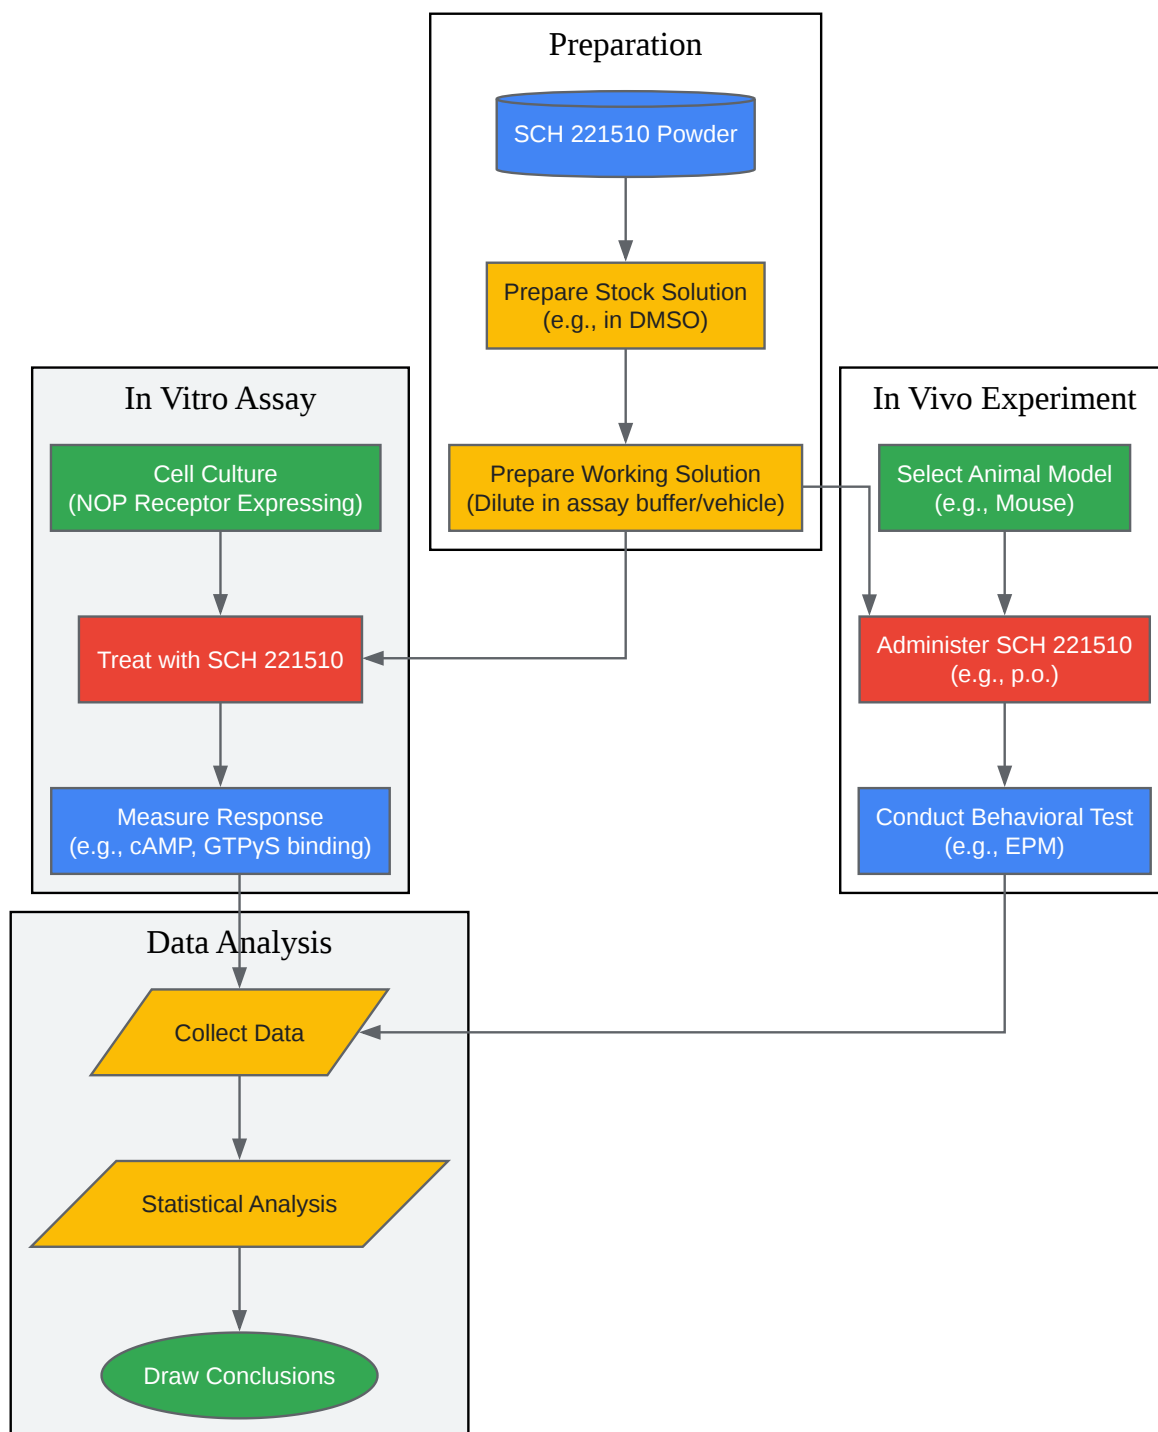 Preparation
SCH 221510 Powder
Prepare Stock Solution
(e.g., in DMSO)
Prepare Working Solution
(Dilute in assay buffer/vehicle)
In Vitro Assay
Cell Culture
(NOP Receptor Expressing)
Treat with SCH 221510
Measure Response
(e.g., cAMP, GTPγS binding)
In Vivo Experiment
Select Animal Model
(e.g., Mouse)
Administer SCH 221510
(e.g., p.o.)
Conduct Behavioral Test
(e.g., EPM)
Data Analysis
Collect Data
Statistical Analysis
Draw Conclusions